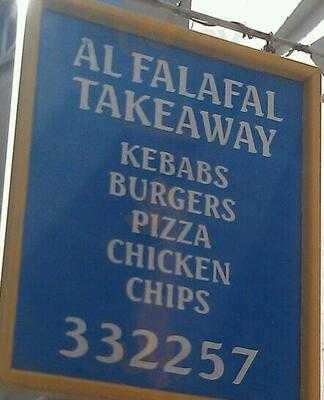 AL FALAFAL
TAKEAWAY
KEBABS
BURGERS
PIZZA
CHICKEN
CHIPS
332257